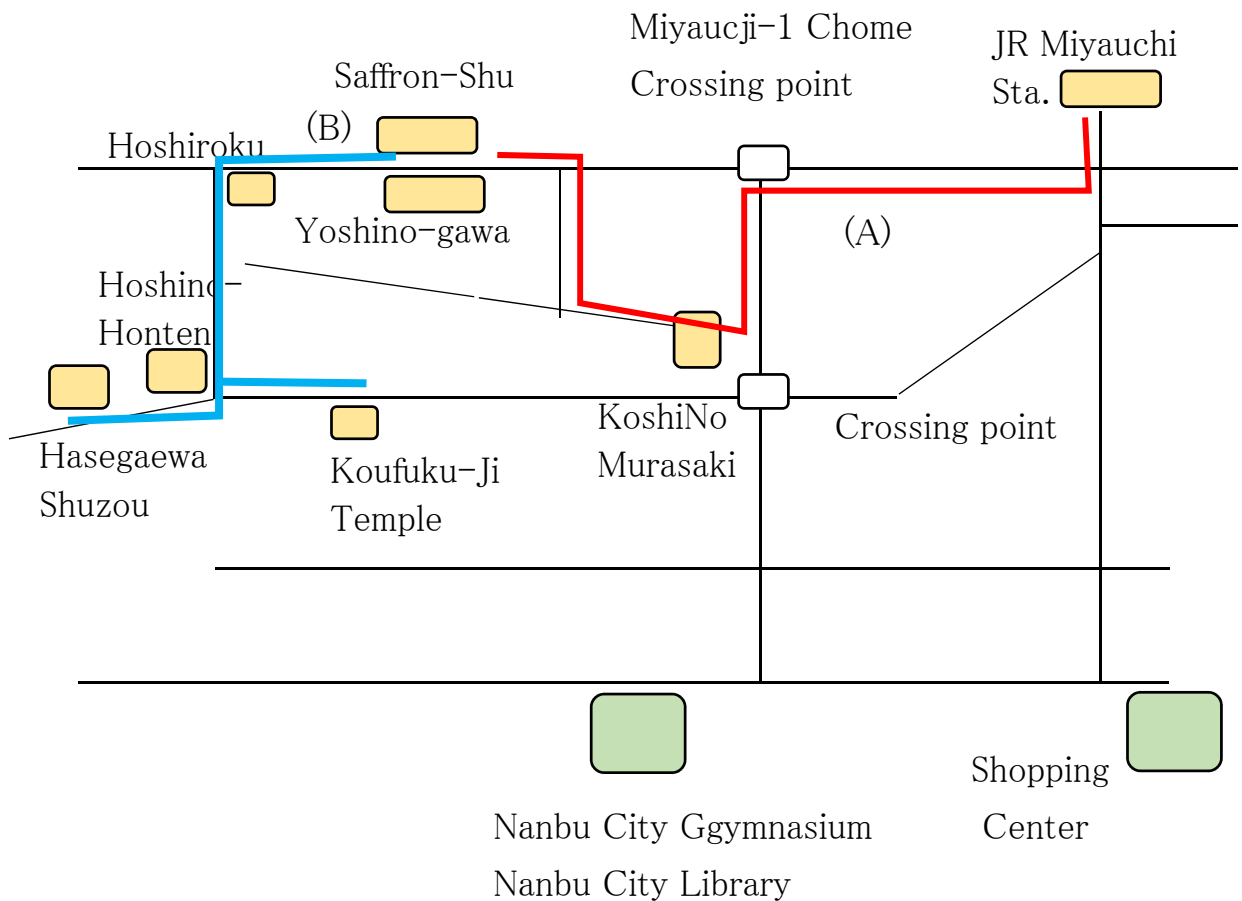 Miyaucji-1 Chome
Crossing point
JR Miyauchi
Sta.
Saffron-Shu
(B)
Hoshiroku
Yoshino-gawa
(A)
Hoshino-
Honten
KoshiNo
Murasaki
Crossing point
Hasegaewa
Shuzou
Koufuku-Ji
Temple
Shopping
Center
Nanbu City Ggymnasium
Nanbu City Library